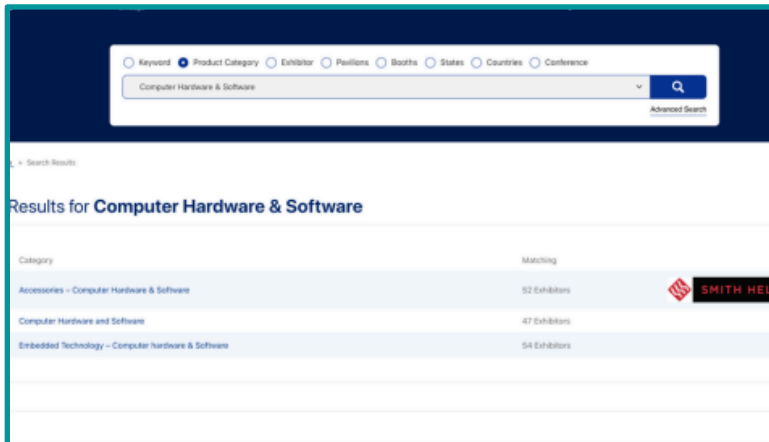 Keyword Product Category Exhibitor Pavilions Booths States Countries Conference
Computer Hardware & Software
Advanced Search
» Search Results
Results for Computer Hardware & Software
Category Matching
Accessories – Computer Hardware & Software 52 Exhibitors
SMITH HEL
Computer Hardware and Software 47 Exhibitors
Embedded Technology – Computer hardware & Software 54 Exhibitors